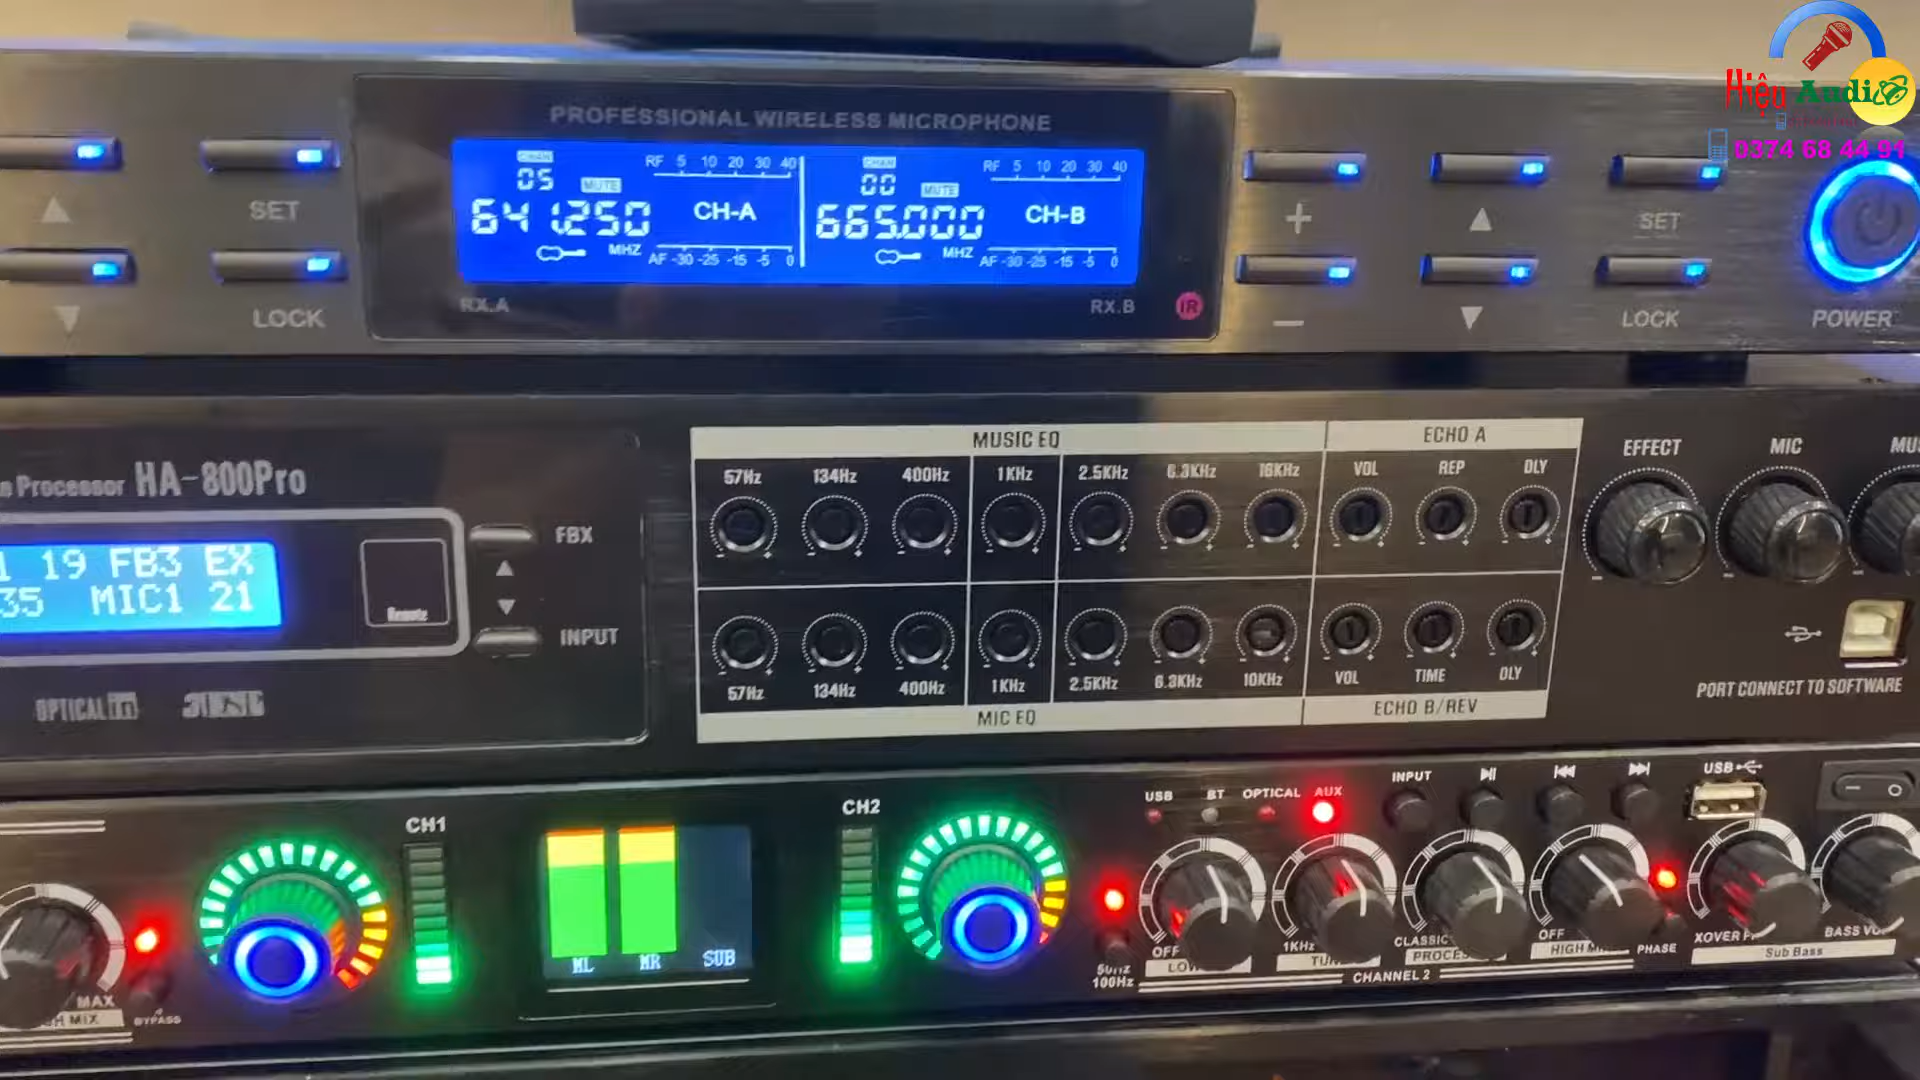 Hiệu Audio
0374 68 44 91
PROFESSIONAL WIRELESS MICROPHONE
CHAN 05 MUTE RF 5 10 20 30 40
641.250 MHZ CH-A
AF -30 -25 -15 -5 0
CHAN 00 MUTE RF 5 10 20 30 40
665.000 MHZ CH-B
AF -30 -25 -15 -5 0
RX.A RX.B IR
SET SET
LOCK LOCK POWER
+
−
Processor HA-800Pro
1 19 FB3 EX
35 MIC1 21
Remote
FBX
INPUT
OPTICAL in
MUSIC EQ ECHO A
57Hz 134Hz 400Hz 1KHz 2.5KHz 6.3KHz 16KHz VOL REP DLY
57Hz 134Hz 400Hz 1KHz 2.5KHz 6.3KHz 10KHz VOL TIME DLY
MIC EQ ECHO B/REV
EFFECT MIC MUS
PORT CONNECT TO SOFTWARE
CH1 CH2
ML MR SUB
MAX
H MIX BYPASS
USB BT OPTICAL AUX INPUT USB
50Hz
100Hz
OFF 1KHz CLASSIC OFF
PHASE XOVER BASS VO
Sub Bass
CHANNEL 2